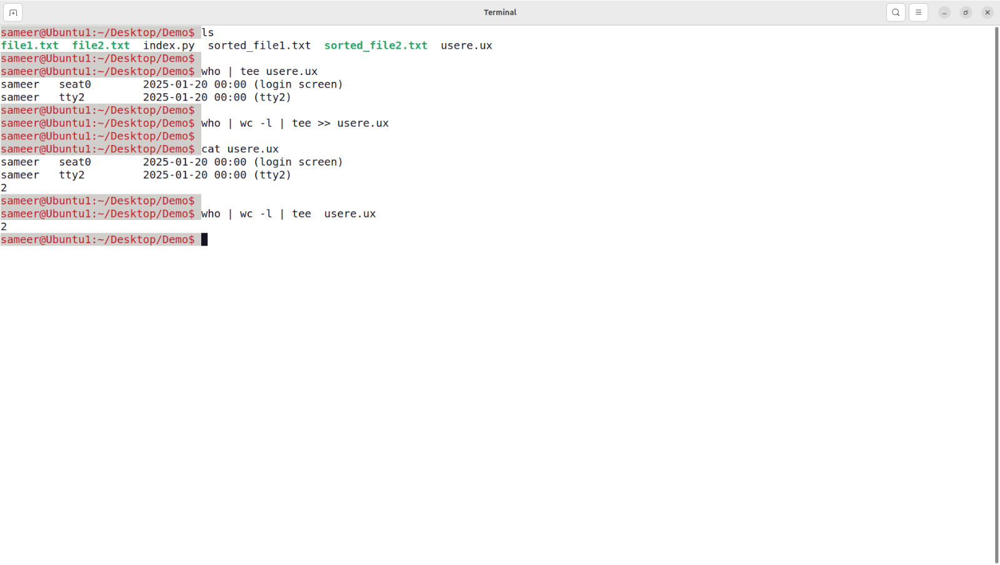 Terminal
sameer@Ubuntu1:~/Desktop/Demo$ ls
file1.txt  file2.txt  index.py  sorted_file1.txt  sorted_file2.txt  usere.ux
sameer@Ubuntu1:~/Desktop/Demo$
sameer@Ubuntu1:~/Desktop/Demo$ who | tee usere.ux
sameer   seat0        2025-01-20 00:00 (login screen)
sameer   tty2         2025-01-20 00:00 (tty2)
sameer@Ubuntu1:~/Desktop/Demo$
sameer@Ubuntu1:~/Desktop/Demo$ who | wc -l | tee >> usere.ux
sameer@Ubuntu1:~/Desktop/Demo$
sameer@Ubuntu1:~/Desktop/Demo$ cat usere.ux
sameer   seat0        2025-01-20 00:00 (login screen)
sameer   tty2         2025-01-20 00:00 (tty2)
2
sameer@Ubuntu1:~/Desktop/Demo$
sameer@Ubuntu1:~/Desktop/Demo$ who | wc -l | tee  usere.ux
2
sameer@Ubuntu1:~/Desktop/Demo$